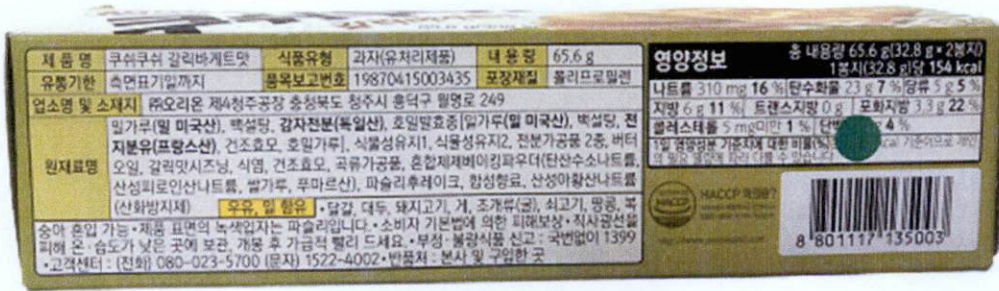 제 품 명 쿠쉬쿠쉬 갈릭바게트맛 식품유형 과자(유처리제품) 내 용 량 65.6 g
유통기한 측면표기일까지 품목보고번호 19870415003435 포장재질 폴리프로필렌
업소명 및 소재지 ㈜오리온 제4청주공장 충청북도 청주시 흥덕구 월명로 249
원재료명
밀가루(밀 미국산), 백설탕, 감자전분(독일산), 호밀발효종[밀가루(밀 미국산), 백설탕, 전
지분유(프랑스산), 건조효모, 호밀가루], 식물성유지1, 식물성유지2, 전분가공품 2종, 버터
오일, 갈릭맛시즈닝, 식염, 건조효모, 곡류가공품, 혼합제제베이킹파우더(탄산수소나트륨,
산성피로인산나트륨, 쌀가루, 푸마르산), 파슬리후레이크, 합성향료, 산성아황산나트륨
(산화방지제) 우유, 밀 함유 •달걀, 대두, 돼지고기, 게, 조개류(굴), 쇠고기, 땅콩, 복
숭아 혼입 가능 •제품 표면의 녹색입자는 파슬리입니다. •소비자 기본법에 의한 피해보상 •직사광선을
피해 온·습도가 낮은 곳에 보관, 개봉 후 가급적 빨리 드세요. •부정·불량식품 신고 : 국번없이 1399
•고객센터 : (전화) 080-023-5700 (문자) 1522-4002 •반품처 : 본사 및 구입한 곳
영양정보
총 내용량 65.6 g(32.8 g×2봉지)
1봉지(32.8 g)당 154 kcal
나트륨 310 mg 16 % 탄수화물 23 g 7 % 당류 5 g 5 %
지방 6 g 11 % 트랜스지방 0 g 포화지방 3.3 g 22 %
콜레스테롤 5 mg미만 1 % 4 %
1일 영양성분 기준치에 대한 비율(%)
HACCP
8 801117 135003